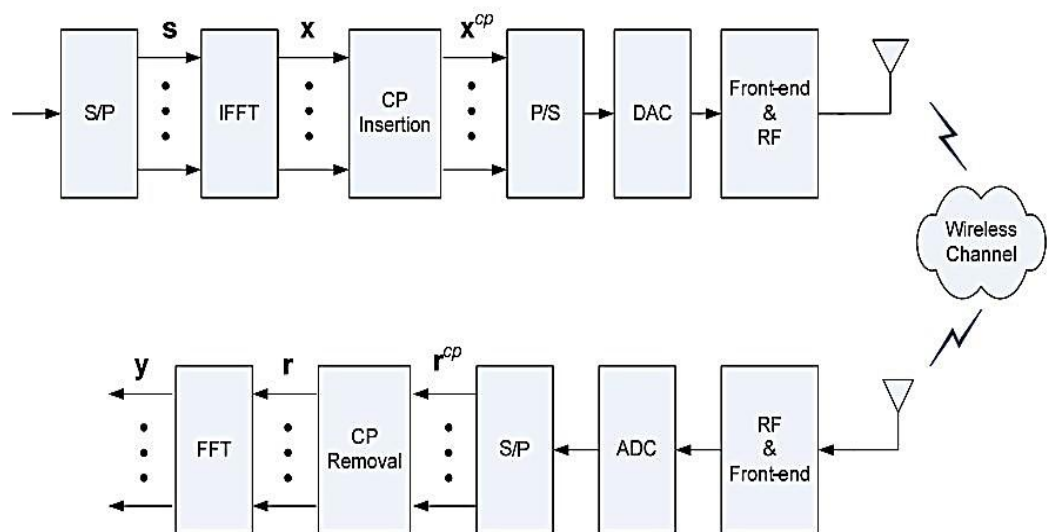 s
x
x^cp
S/P
IFFT
CP
Insertion
P/S
DAC
Front-end
&
RF
Wireless
Channel
y
r
r^cp
FFT
CP
Removal
S/P
ADC
RF
&
Front-end